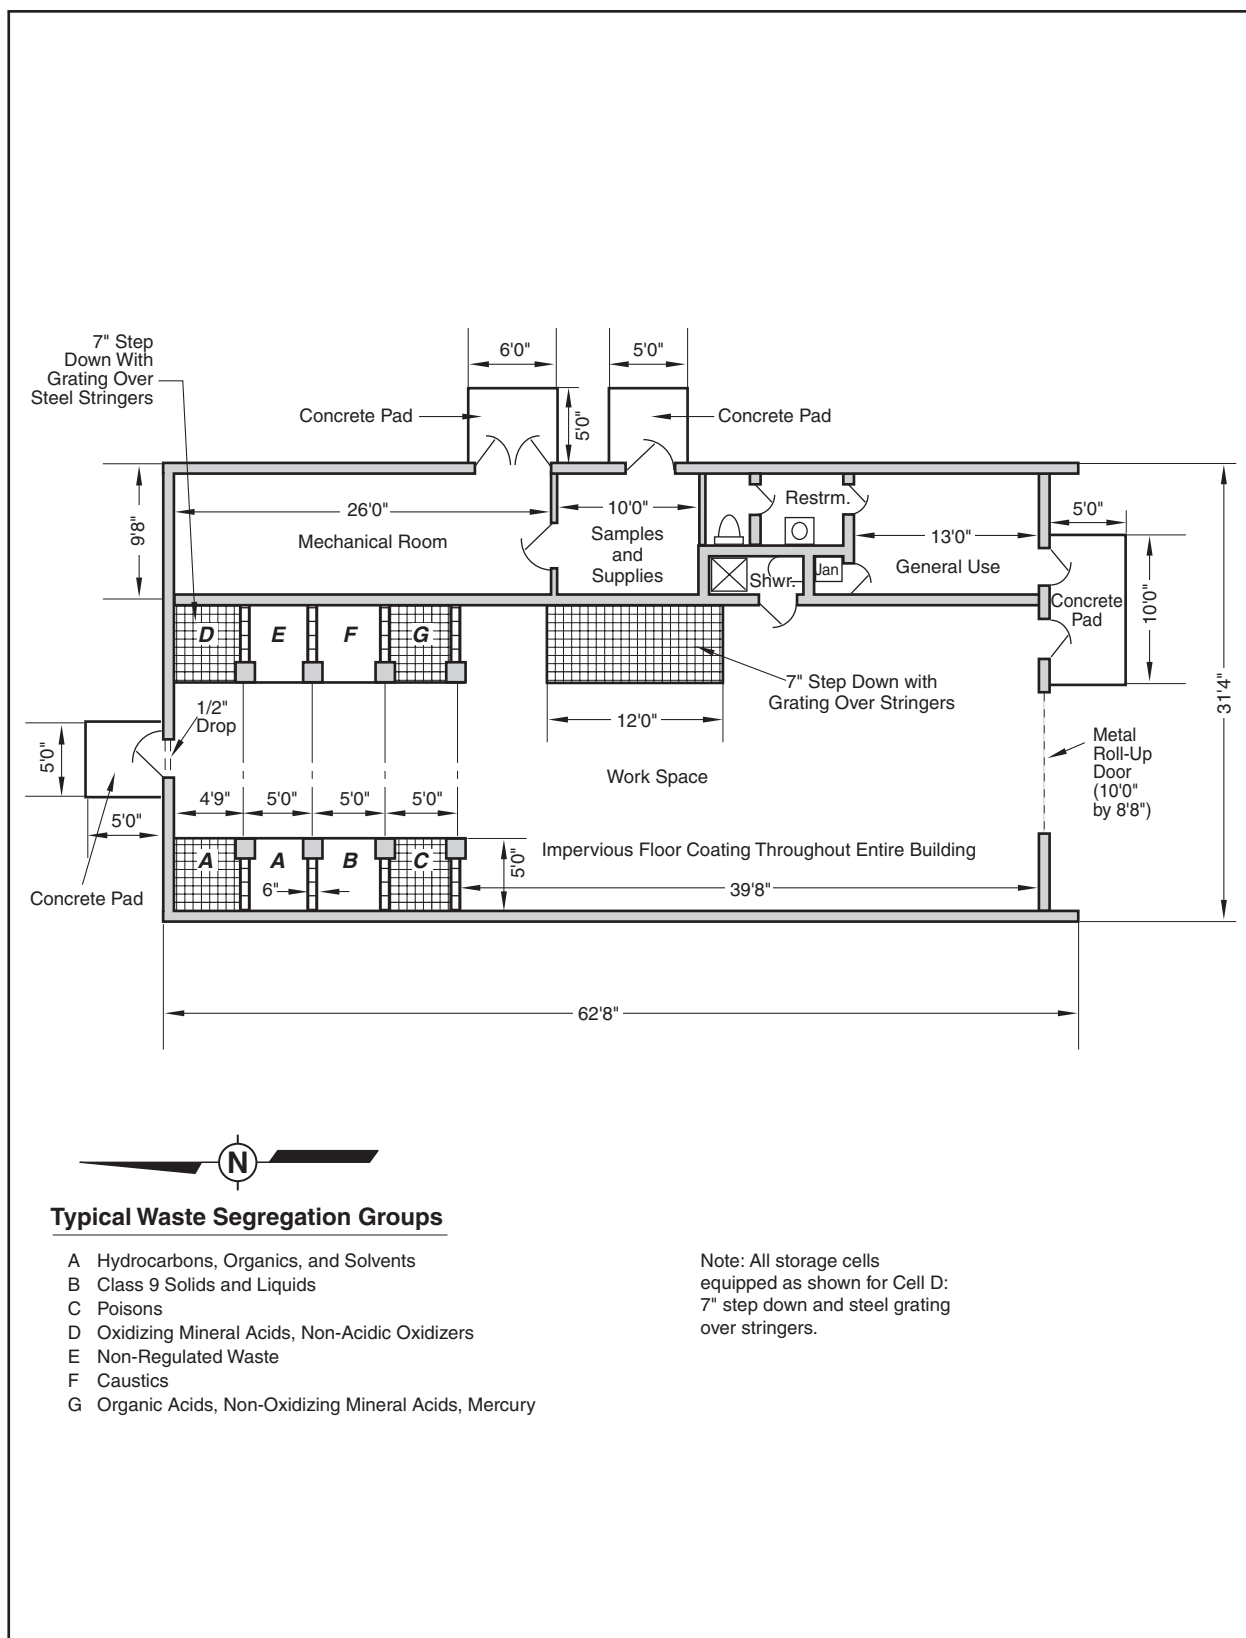 7" Step
Down With
Grating Over
Steel Stringers
6'0"
5'0"
Concrete Pad
5'0"
Concrete Pad
9'8"
26'0"
Mechanical Room
10'0"
Samples
and
Supplies
Restrm.
13'0"
General Use
5'0"
Shwr.
Jan
Concrete
Pad
10'0"
31'4"
D
E
F
G
7" Step Down with
Grating Over Stringers
12'0"
1/2"
Drop
5'0"
5'0"
Concrete Pad
Work Space
Metal
Roll-Up
Door
(10'0"
by 8'8")
4'9"
5'0"
5'0"
5'0"
A
A
B
C
6"
5'0"
Impervious Floor Coating Throughout Entire Building
39'8"
62'8"
N
Typical Waste Segregation Groups
A Hydrocarbons, Organics, and Solvents
B Class 9 Solids and Liquids
C Poisons
D Oxidizing Mineral Acids, Non-Acidic Oxidizers
E Non-Regulated Waste
F Caustics
G Organic Acids, Non-Oxidizing Mineral Acids, Mercury
Note: All storage cells
equipped as shown for Cell D:
7" step down and steel grating
over stringers.